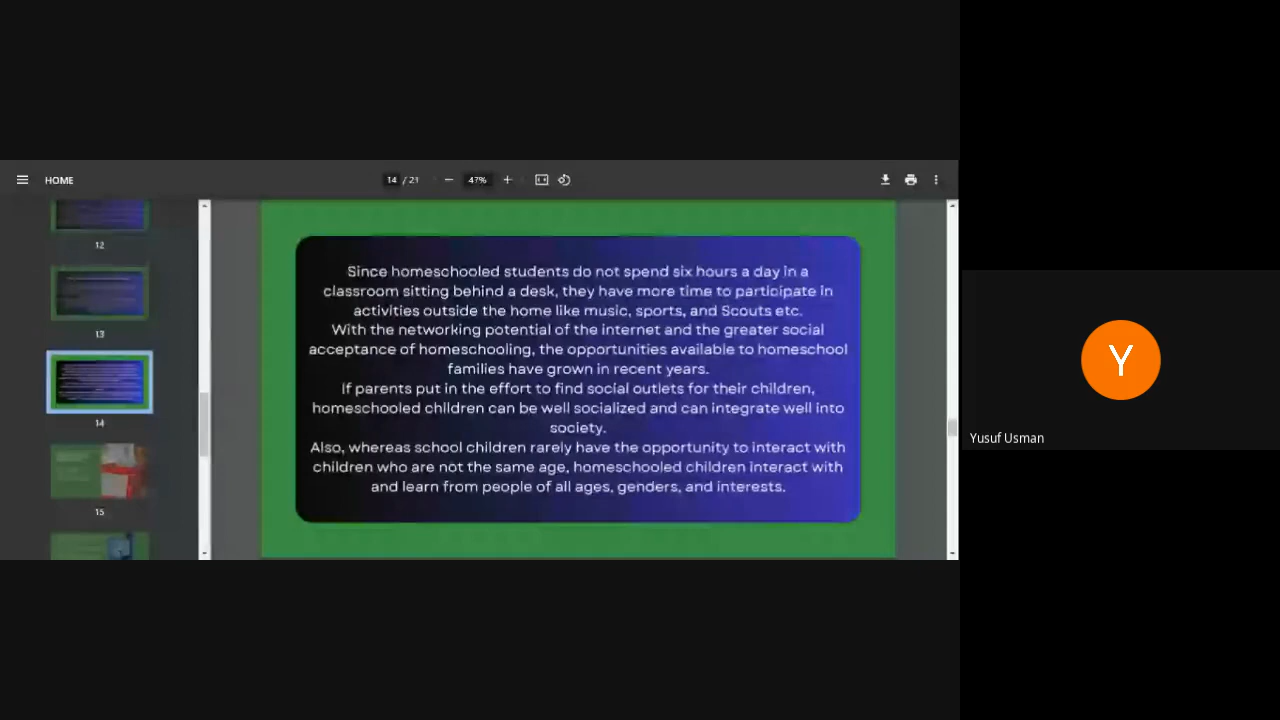 HOME
14 / 21
47%
12
13
14
15
Since homeschooled students do not spend six hours a day in a
classroom sitting behind a desk, they have more time to participate in
activities outside the home like music, sports, and Scouts etc.
With the networking potential of the internet and the greater social
acceptance of homeschooling, the opportunities available to homeschool
families have grown in recent years.
If parents put in the effort to find social outlets for their children,
homeschooled children can be well socialized and can integrate well into
society.
Also, whereas school children rarely have the opportunity to interact with
children who are not the same age, homeschooled children interact with
and learn from people of all ages, genders, and interests.
Y
Yusuf Usman